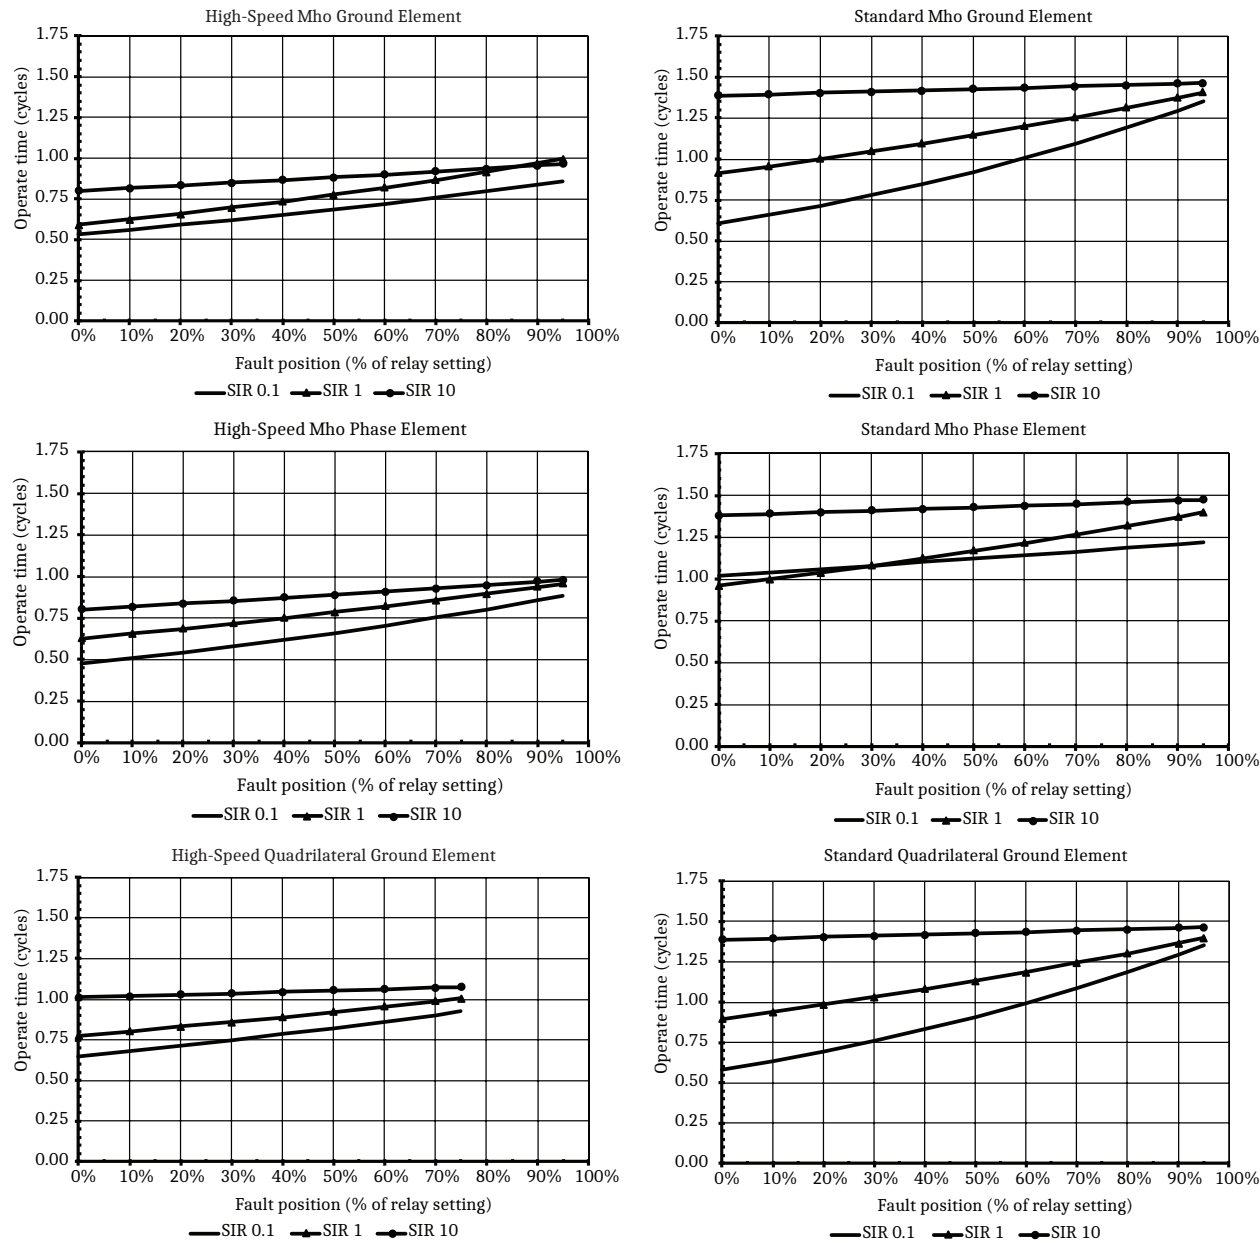 High-Speed Mho Ground Element
Operate time (cycles)
1.75
1.50
1.25
1.00
0.75
0.50
0.25
0.00
0% 10% 20% 30% 40% 50% 60% 70% 80% 90% 100%
Fault position (% of relay setting)
SIR 0.1 SIR 1 SIR 10
Standard Mho Ground Element
Operate time (cycles)
1.75
1.50
1.25
1.00
0.75
0.50
0.25
0.00
0% 10% 20% 30% 40% 50% 60% 70% 80% 90% 100%
Fault position (% of relay setting)
SIR 0.1 SIR 1 SIR 10
High-Speed Mho Phase Element
Operate time (cycles)
1.75
1.50
1.25
1.00
0.75
0.50
0.25
0.00
0% 10% 20% 30% 40% 50% 60% 70% 80% 90% 100%
Fault position (% of relay setting)
SIR 0.1 SIR 1 SIR 10
Standard Mho Phase Element
Operate time (cycles)
1.75
1.50
1.25
1.00
0.75
0.50
0.25
0.00
0% 10% 20% 30% 40% 50% 60% 70% 80% 90% 100%
Fault position (% of relay setting)
SIR 0.1 SIR 1 SIR 10
High-Speed Quadrilateral Ground Element
Operate time (cycles)
1.75
1.50
1.25
1.00
0.75
0.50
0.25
0.00
0% 10% 20% 30% 40% 50% 60% 70% 80% 90% 100%
Fault position (% of relay setting)
SIR 0.1 SIR 1 SIR 10
Standard Quadrilateral Ground Element
Operate time (cycles)
1.75
1.50
1.25
1.00
0.75
0.50
0.25
0.00
0% 10% 20% 30% 40% 50% 60% 70% 80% 90% 100%
Fault position (% of relay setting)
SIR 0.1 SIR 1 SIR 10